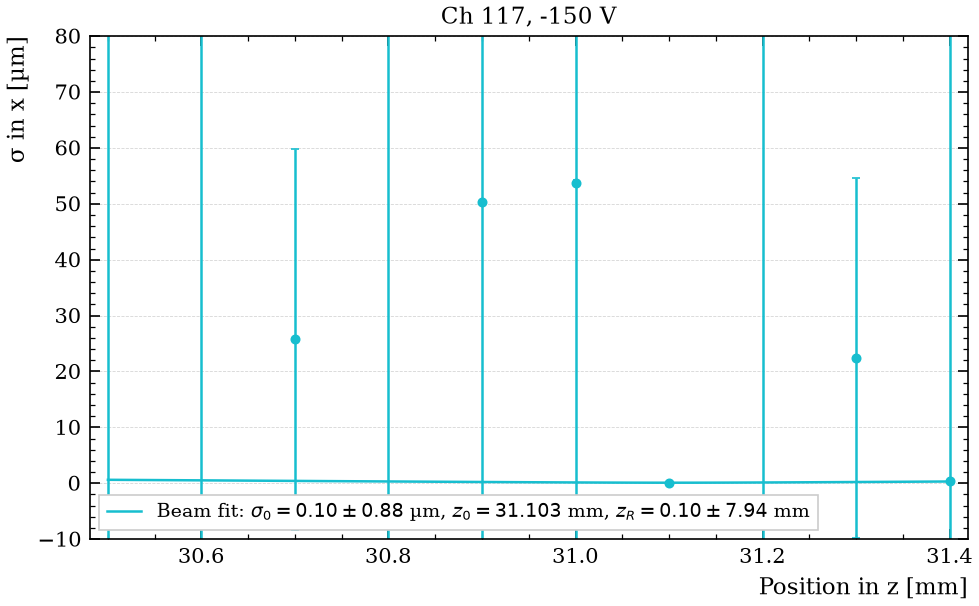 Ch 117, -150 V
σ in x [µm]
80
70
60
50
40
30
20
10
0
−10
Beam fit: σ₀ = 0.10 ± 0.88 µm, z₀ = 31.103 mm, z_R = 0.10 ± 7.94 mm
30.6 30.8 31.0 31.2 31.4
Position in z [mm]